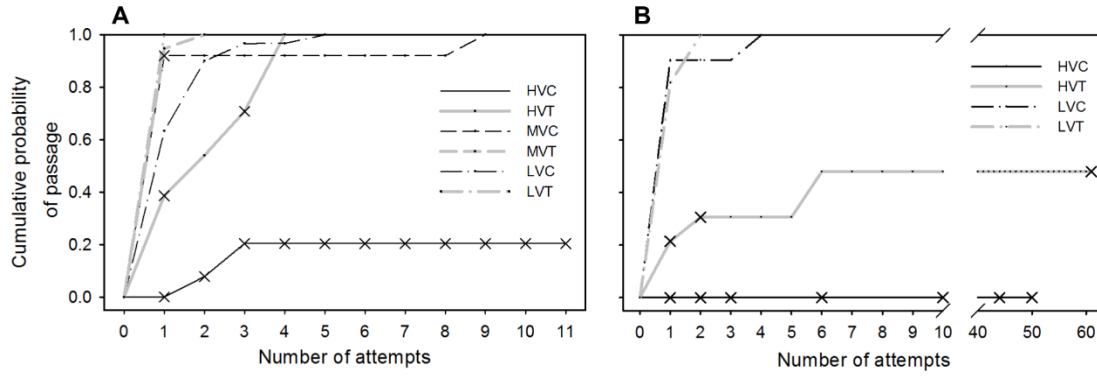 A
Cumulative probability
of passage
1.0
0.8
0.6
0.4
0.2
0.0
HVC
HVT
MVC
MVT
LVC
LVT
0 1 2 3 4 5 6 7 8 9 10 11
Number of attempts
B
HVC
HVT
LVC
LVT
0 1 2 3 4 5 6 7 8 9 10 40 50 60
Number of attempts